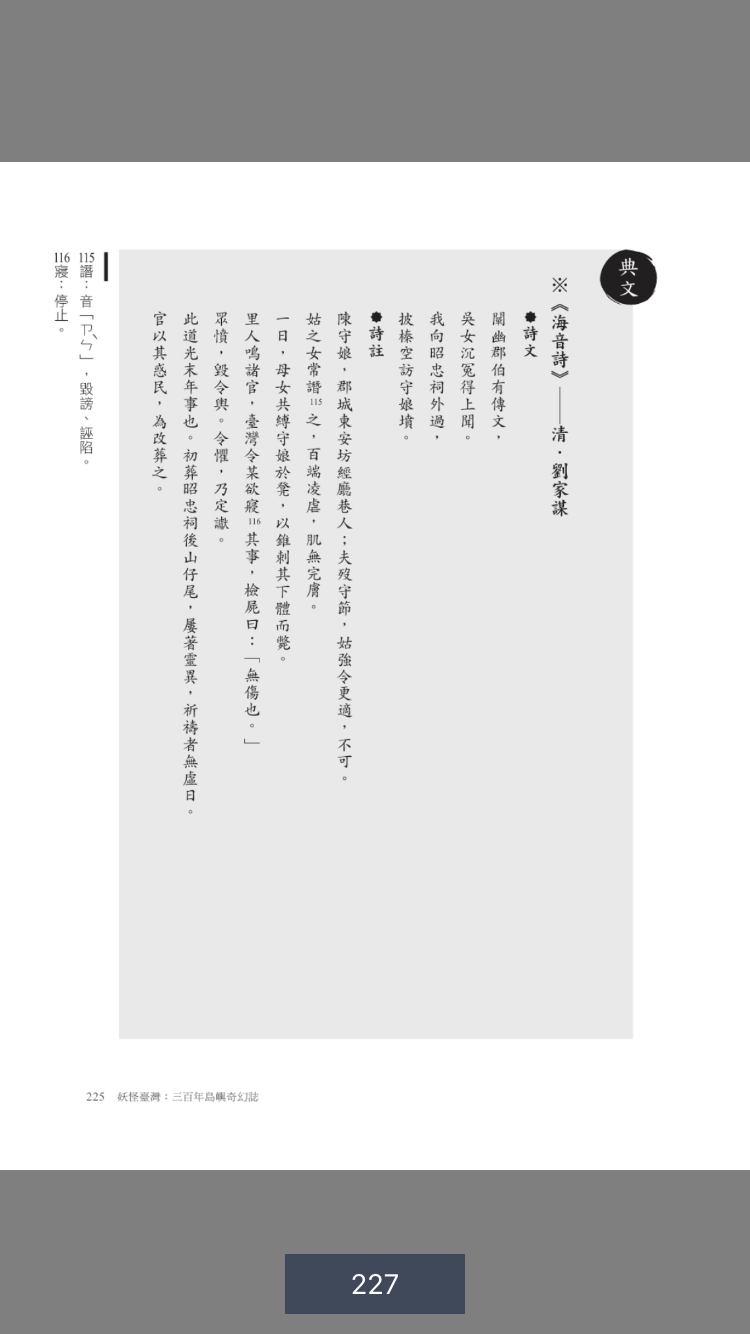 典文
※《海音詩》——清．劉家謀
●詩文
闡幽郡伯有傳文，
吳女沉冤得上聞。
我向昭忠祠外過，
披榛空訪守娘墳。
●詩註
陳守娘，郡城東安坊經廳巷人；夫歿守節，姑強令更適，不可。
姑之女常譖115之，百端凌虐，肌無完膚。
一日，母女共縛守娘於凳，以錐刺其下體而斃。
里人鳴諸官，臺灣令某欲寢116其事，檢屍曰：「無傷也。」
眾憤，毀令輿。令懼，乃定讞。
此道光末年事也。初葬昭忠祠後山仔尾，屢著靈異，祈禱者無虛日。
官以其惑民，為改葬之。
115 譖：音「ㄗㄣˋ」，毀謗、誣陷。
116 寢：停止。
225 妖怪臺灣：三百年島嶼奇幻誌
227